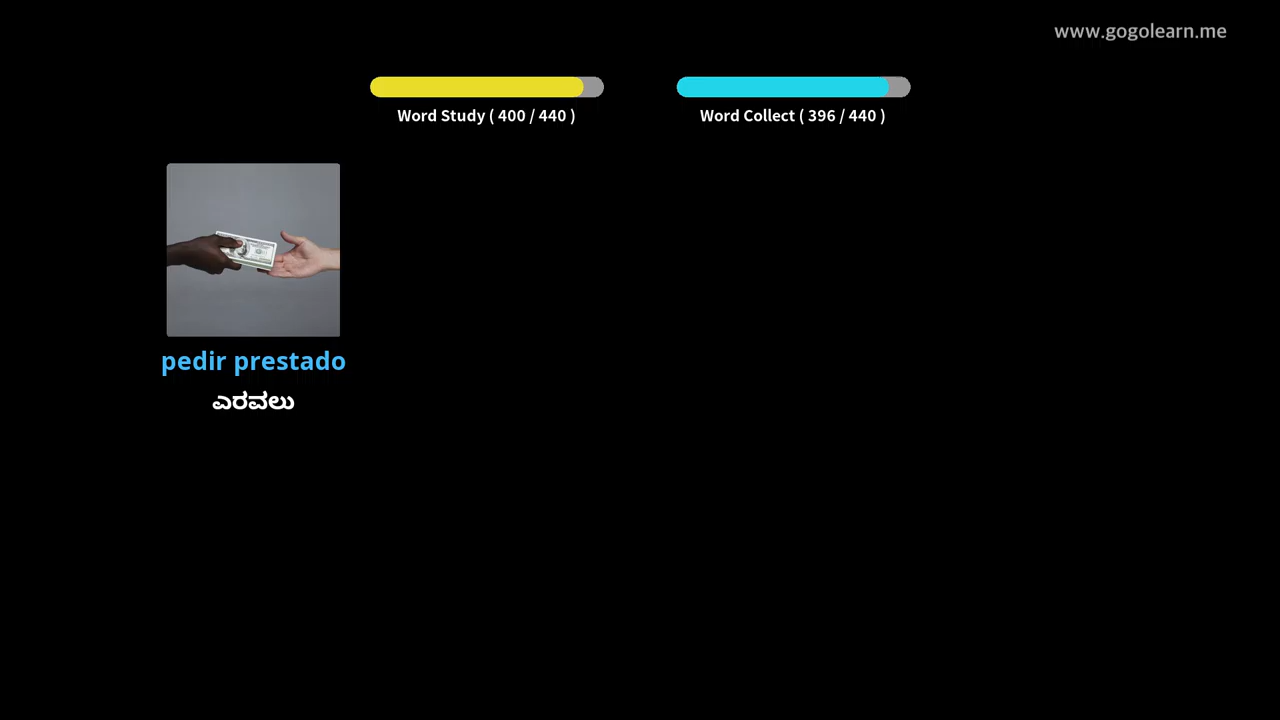 www.gogolearn.me
Word Study ( 400 / 440 )
Word Collect ( 396 / 440 )
pedir prestado
ಎರವಲು